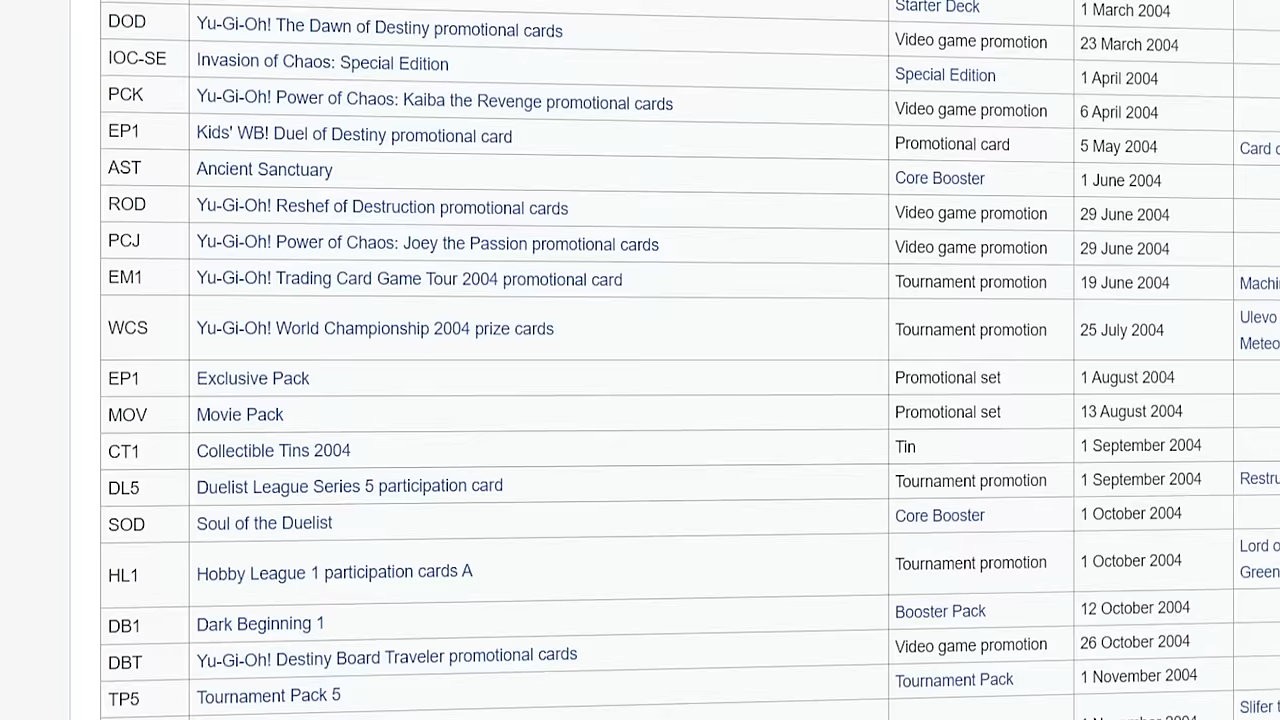 Starter Deck 1 March 2004
DOD Yu-Gi-Oh! The Dawn of Destiny promotional cards Video game promotion 23 March 2004
IOC-SE Invasion of Chaos: Special Edition Special Edition 1 April 2004
PCK Yu-Gi-Oh! Power of Chaos: Kaiba the Revenge promotional cards Video game promotion 6 April 2004
EP1 Kids' WB! Duel of Destiny promotional card Promotional card 5 May 2004 Card
AST Ancient Sanctuary Core Booster 1 June 2004
ROD Yu-Gi-Oh! Reshef of Destruction promotional cards Video game promotion 29 June 2004
PCJ Yu-Gi-Oh! Power of Chaos: Joey the Passion promotional cards Video game promotion 29 June 2004
EM1 Yu-Gi-Oh! Trading Card Game Tour 2004 promotional card Tournament promotion 19 June 2004 Machi
WCS Yu-Gi-Oh! World Championship 2004 prize cards Tournament promotion 25 July 2004 Ulevo
Meteo
EP1 Exclusive Pack Promotional set 1 August 2004
MOV Movie Pack Promotional set 13 August 2004
CT1 Collectible Tins 2004 Tin 1 September 2004
DL5 Duelist League Series 5 participation card Tournament promotion 1 September 2004 Restru
SOD Soul of the Duelist Core Booster 1 October 2004
HL1 Hobby League 1 participation cards A Tournament promotion 1 October 2004 Lord o
Green
DB1 Dark Beginning 1 Booster Pack 12 October 2004
DBT Yu-Gi-Oh! Destiny Board Traveler promotional cards Video game promotion 26 October 2004
TP5 Tournament Pack 5 Tournament Pack 1 November 2004
Slifer